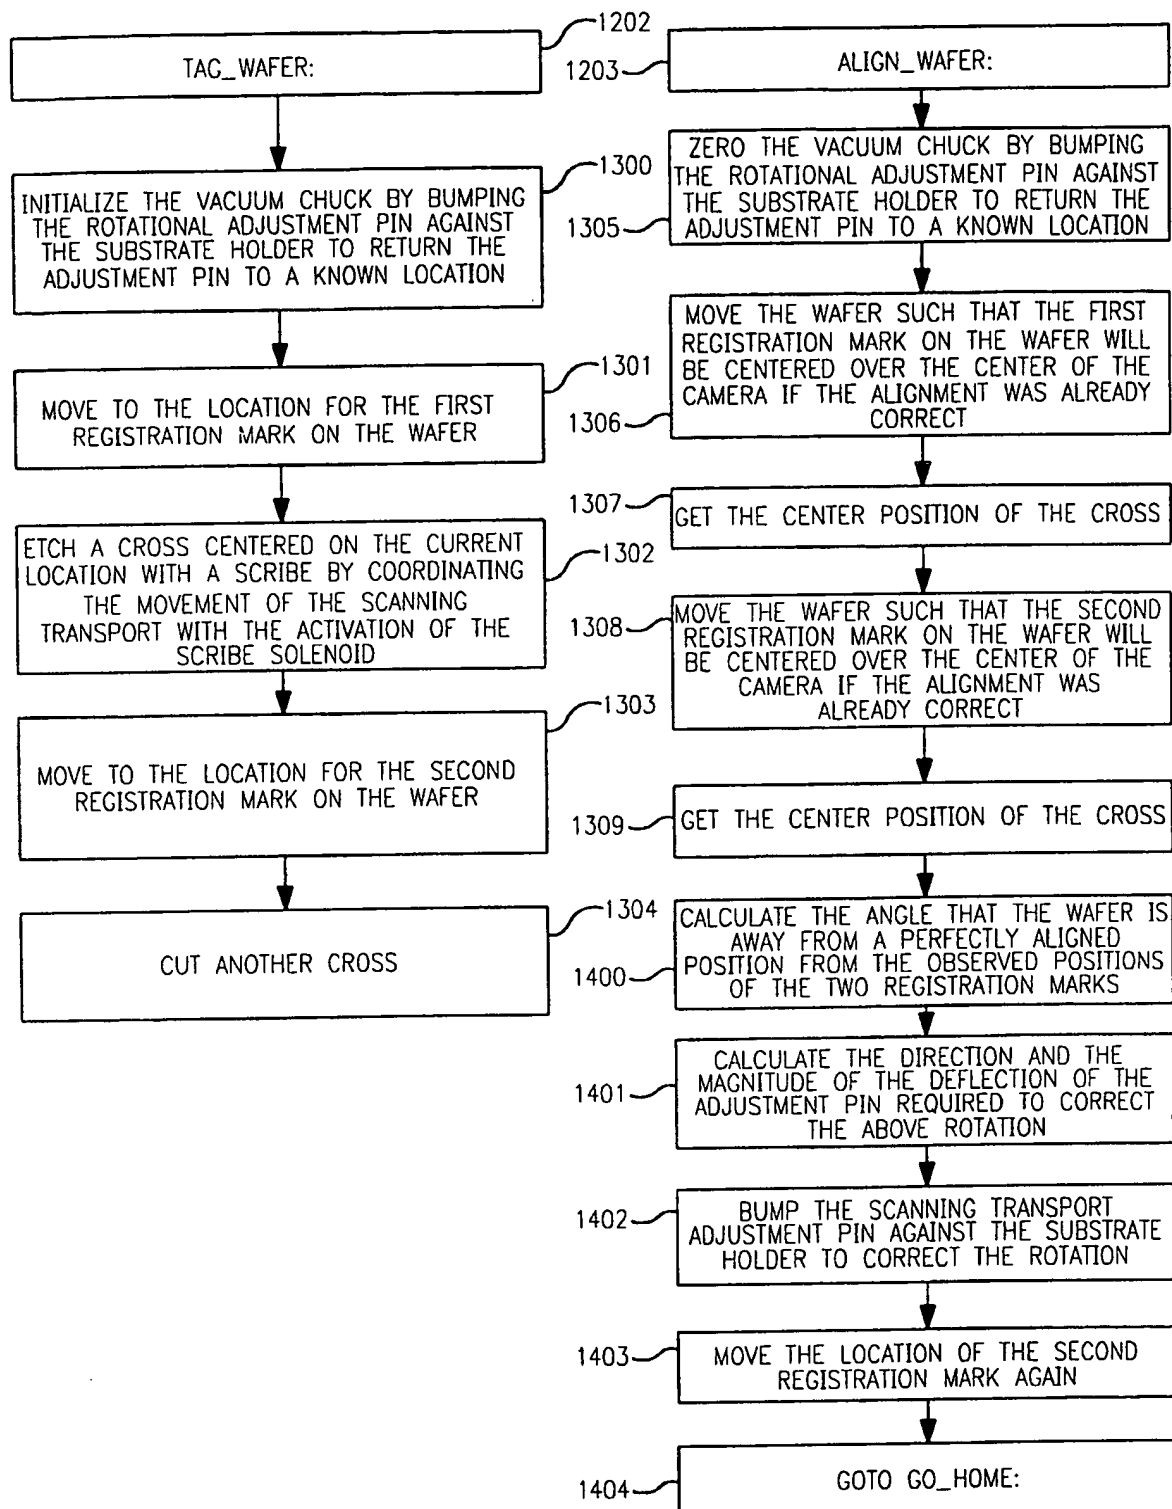 1202
TAG_WAFER:
1300
INITIALIZE THE VACUUM CHUCK BY BUMPING
THE ROTATIONAL ADJUSTMENT PIN AGAINST
THE SUBSTRATE HOLDER TO RETURN THE
ADJUSTMENT PIN TO A KNOWN LOCATION
1301
MOVE TO THE LOCATION FOR THE FIRST
REGISTRATION MARK ON THE WAFER
ETCH A CROSS CENTERED ON THE CURRENT
LOCATION WITH A SCRIBE BY COORDINATING
THE MOVEMENT OF THE SCANNING
TRANSPORT WITH THE ACTIVATION OF THE
SCRIBE SOLENOID
1302
1303
MOVE TO THE LOCATION FOR THE SECOND
REGISTRATION MARK ON THE WAFER
1304
CUT ANOTHER CROSS
1203
ALIGN_WAFER:
ZERO THE VACUUM CHUCK BY BUMPING
THE ROTATIONAL ADJUSTMENT PIN AGAINST
THE SUBSTRATE HOLDER TO RETURN THE
ADJUSTMENT PIN TO A KNOWN LOCATION
1305
MOVE THE WAFER SUCH THAT THE FIRST
REGISTRATION MARK ON THE WAFER WILL
BE CENTERED OVER THE CENTER OF THE
CAMERA IF THE ALIGNMENT WAS ALREADY
CORRECT
1306
1307
GET THE CENTER POSITION OF THE CROSS
1308
MOVE THE WAFER SUCH THAT THE SECOND
REGISTRATION MARK ON THE WAFER WILL
BE CENTERED OVER THE CENTER OF THE
CAMERA IF THE ALIGNMENT WAS
ALREADY CORRECT
1309
GET THE CENTER POSITION OF THE CROSS
CALCULATE THE ANGLE THAT THE WAFER IS
AWAY FROM A PERFECTLY ALIGNED
POSITION FROM THE OBSERVED POSITIONS
OF THE TWO REGISTRATION MARKS
1400
CALCULATE THE DIRECTION AND THE
MAGNITUDE OF THE DEFLECTION OF THE
ADJUSTMENT PIN REQUIRED TO CORRECT
THE ABOVE ROTATION
1401
1402
BUMP THE SCANNING TRANSPORT
ADJUSTMENT PIN AGAINST THE SUBSTRATE
HOLDER TO CORRECT THE ROTATION
1403
MOVE THE LOCATION OF THE SECOND
REGISTRATION MARK AGAIN
1404
GOTO GO_HOME: